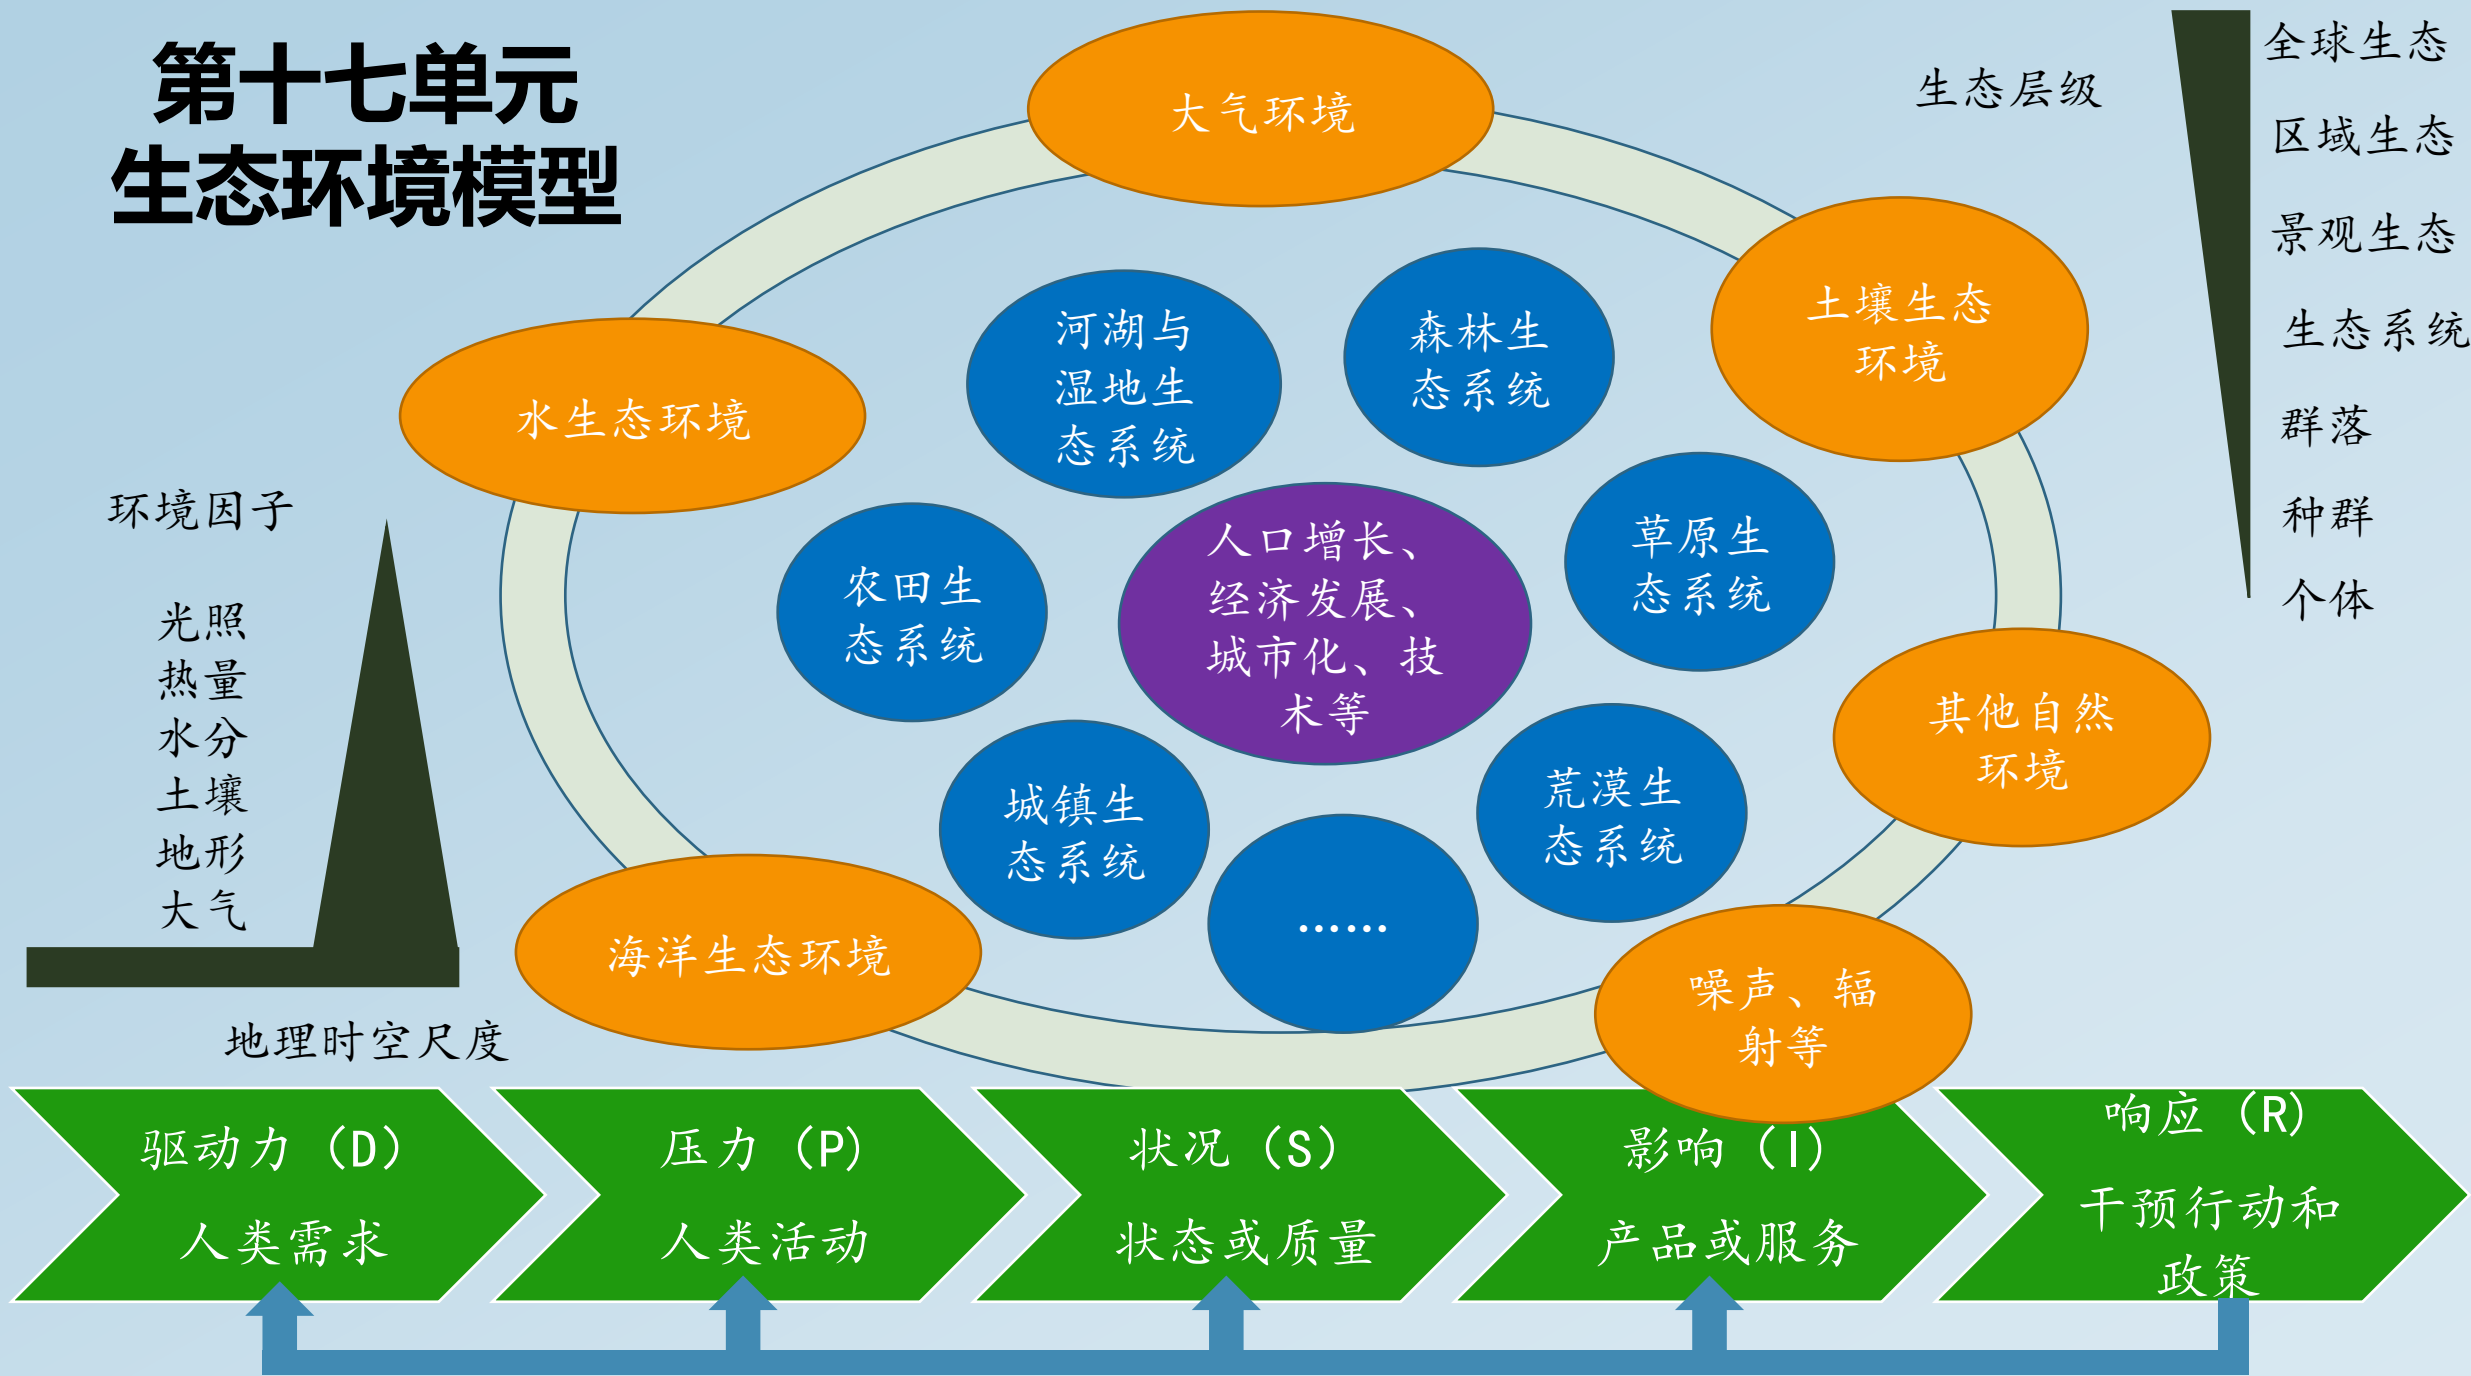 第十七单元
生态环境模型
大气环境
生态层级
全球生态
区域生态
景观生态
生态系统
群落
种群
个体
土壤生态
环境
水生态环境
河湖与
湿地生
态系统
森林生
态系统
草原生
态系统
农田生
态系统
人口增长、
经济发展、
城市化、技
术等
其他自然
环境
荒漠生
态系统
城镇生
态系统
……
海洋生态环境
噪声、辐
射等
环境因子
光照
热量
水分
土壤
地形
大气
地理时空尺度
驱动力（D）
人类需求
压力（P）
人类活动
状况（S）
状态或质量
影响（I）
产品或服务
响应（R）
干预行动和
政策